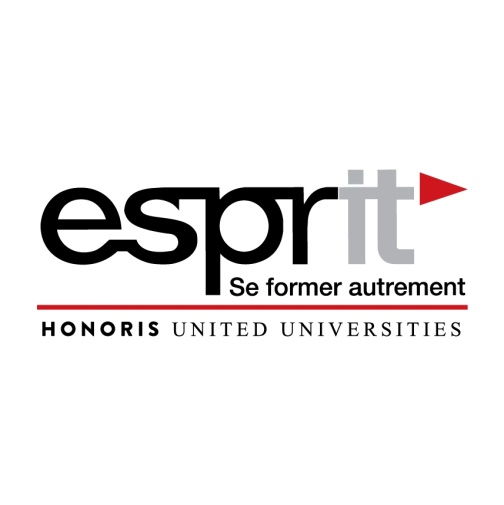 esprit
Se former autrement
HONORIS UNITED UNIVERSITIES